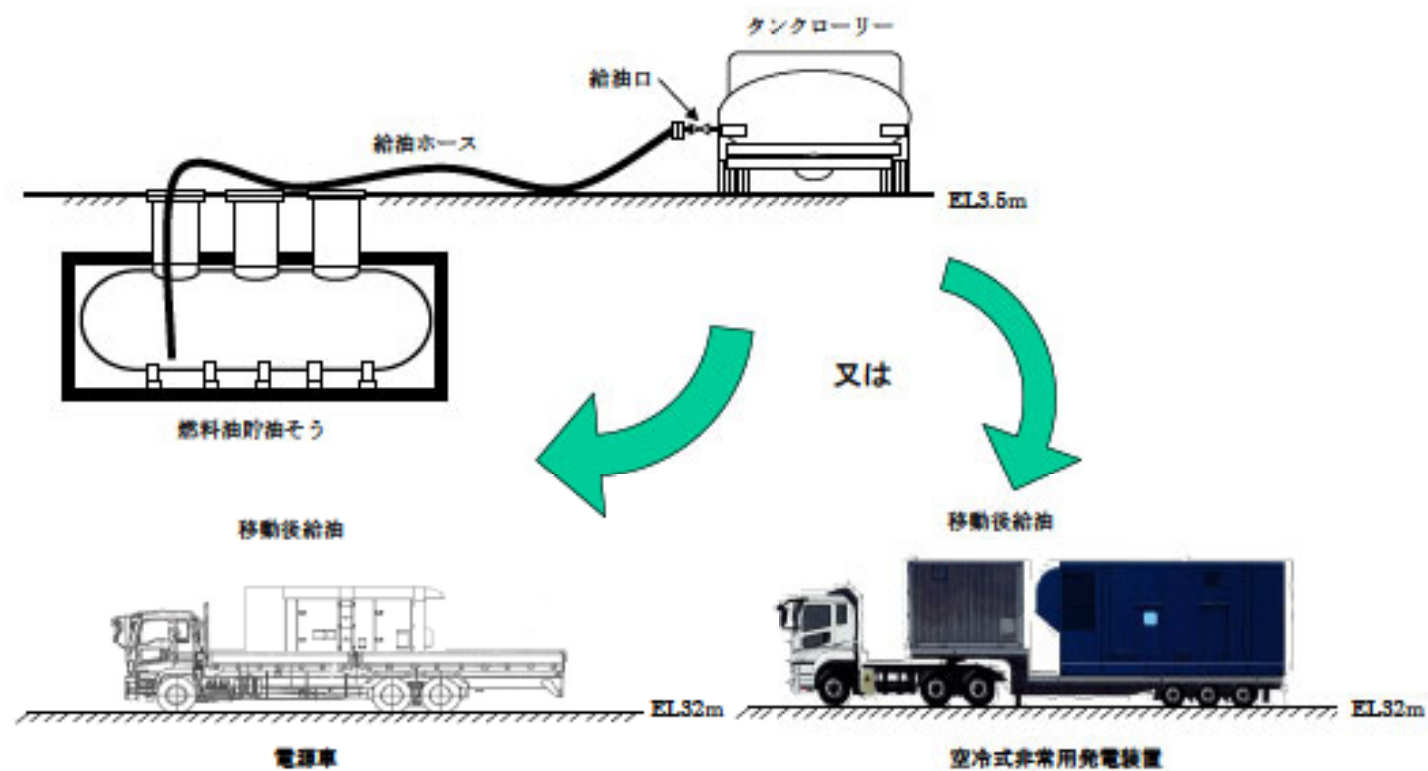 タンクローリー
給油口
給油ホース
EL3.5m
又は
燃料油貯油そう
移動後給油
移動後給油
EL32m
EL32m
電源車
空冷式非常用発電装置